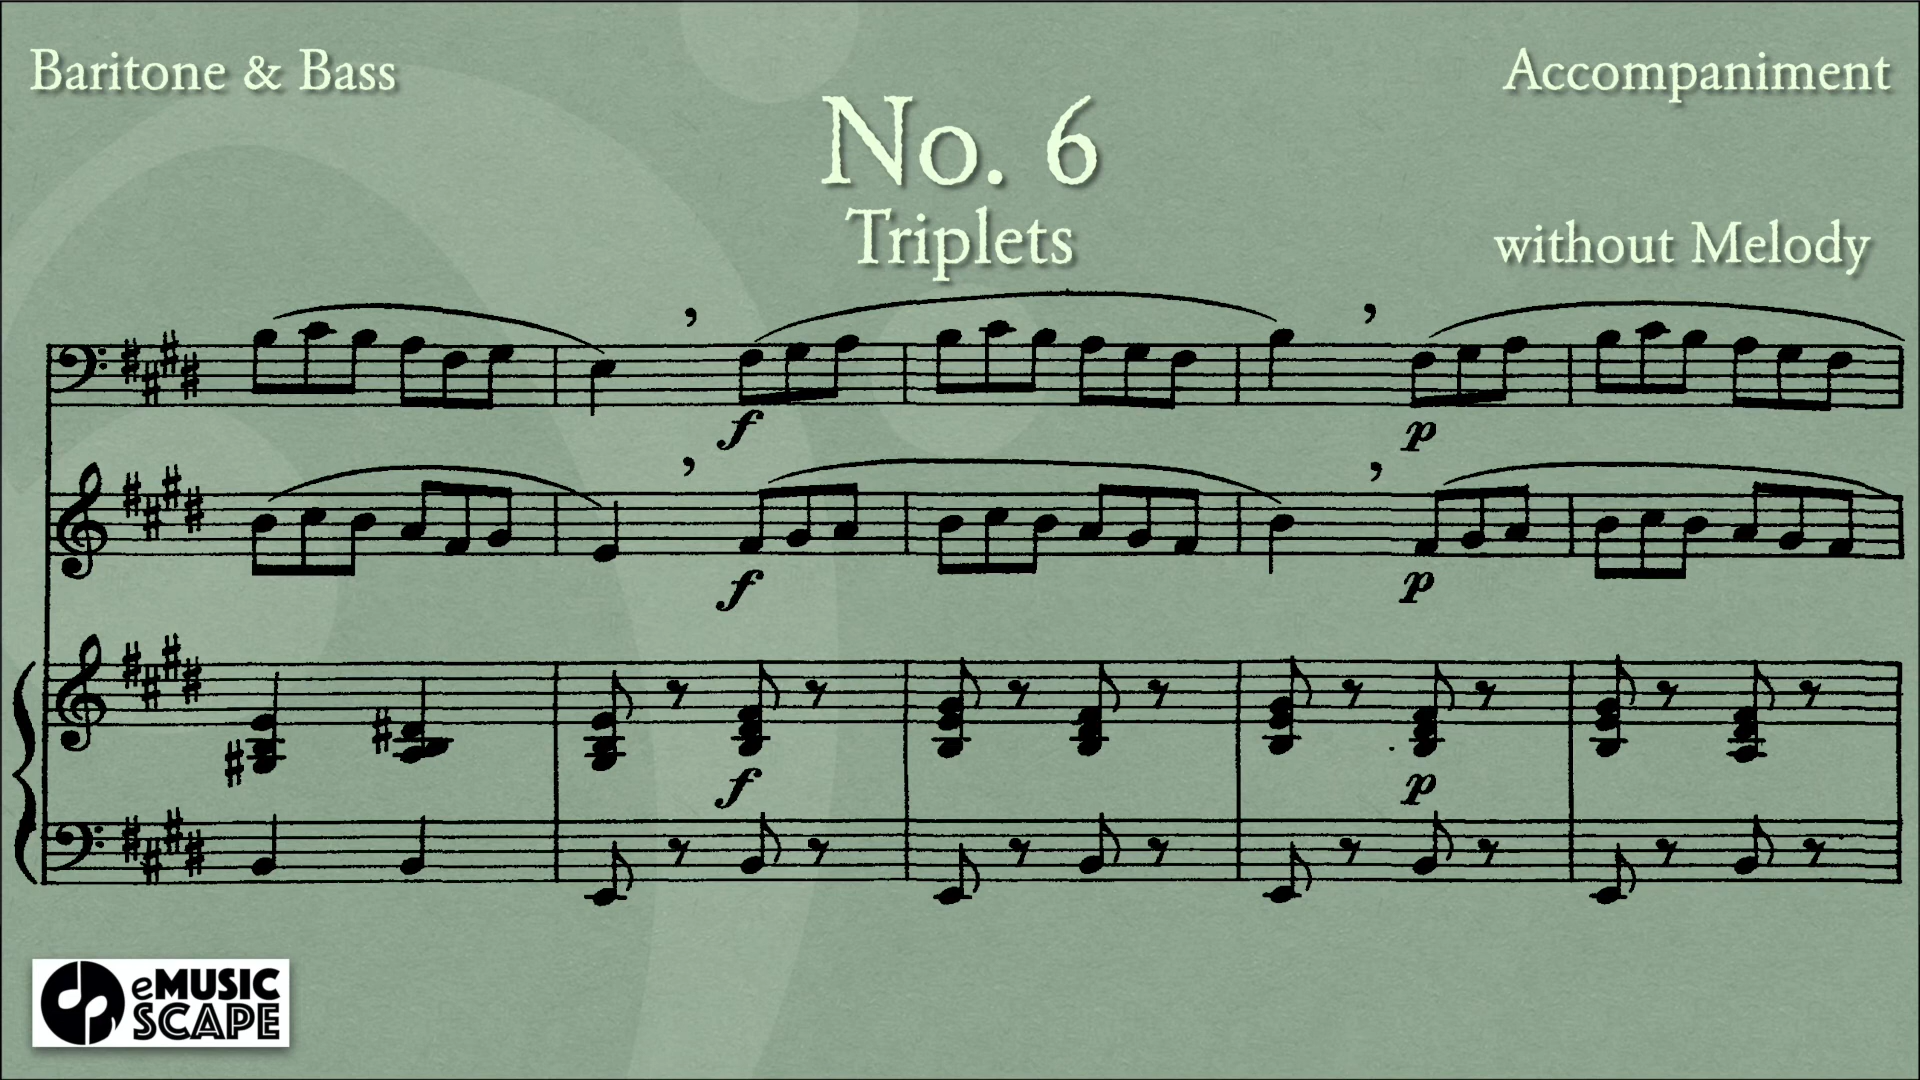 Baritone & Bass
Accompaniment
No. 6
Triplets
without Melody
f
p
f
p
f
p
eMUSIC
SCAPE